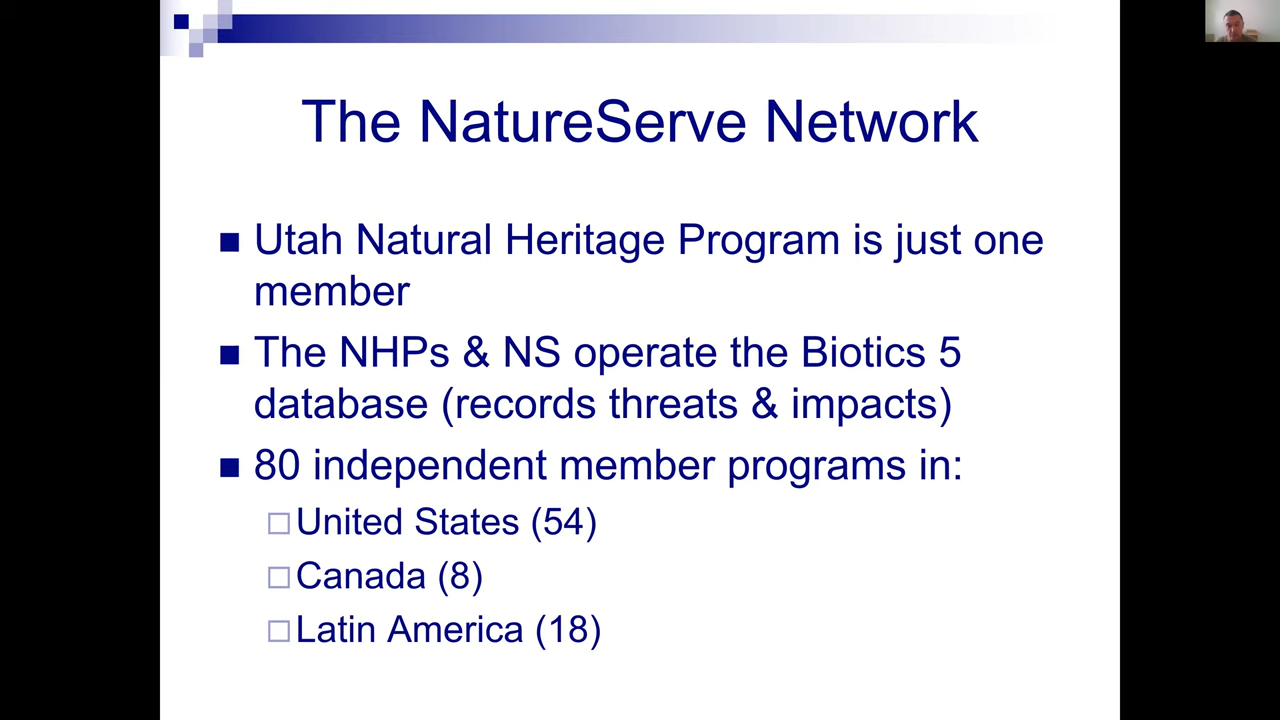 The NatureServe Network
Utah Natural Heritage Program is just one
member
The NHPs & NS operate the Biotics 5
database (records threats & impacts)
80 independent member programs in:
United States (54)
Canada (8)
Latin America (18)